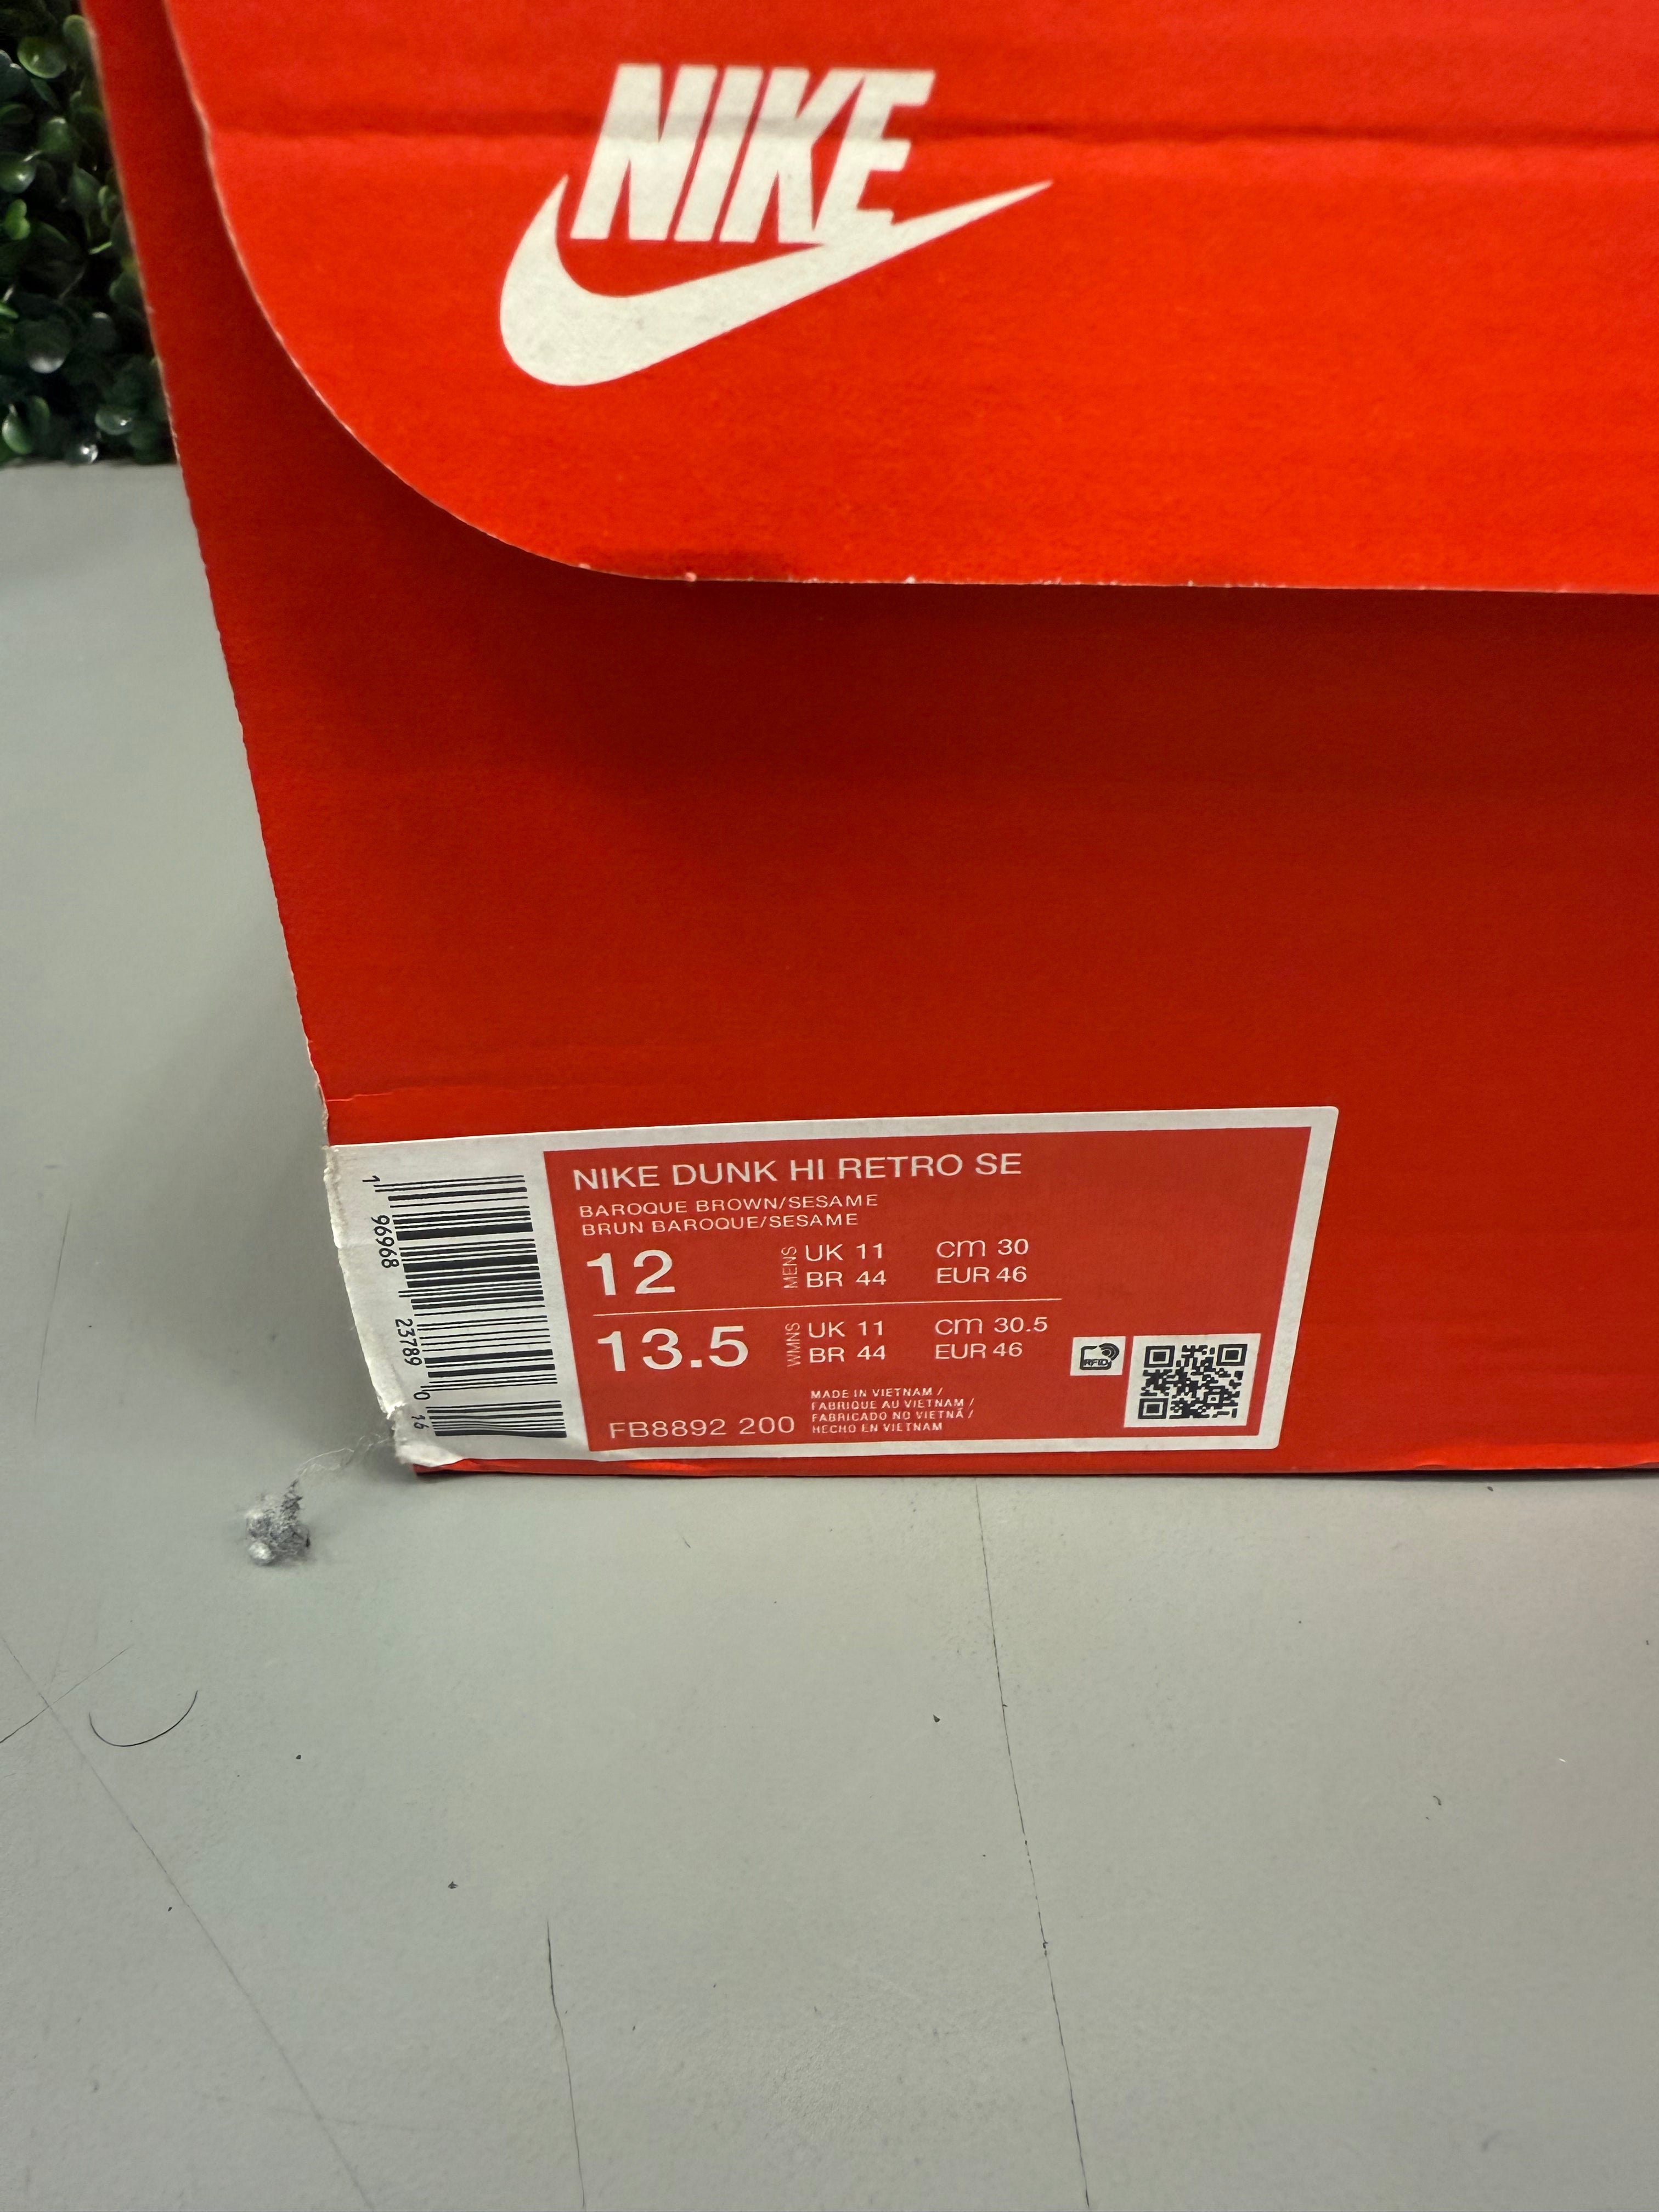 NIKE
NIKE DUNK HI RETRO SE
BAROQUE BROWN/SESAME
BRUN BAROQUE/SESAME
12 MENS UK 11 cm 30
BR 44 EUR 46
13.5 WMNS UK 11 cm 30.5
BR 44 EUR 46
RFID
FB8892 200
MADE IN VIETNAM /
FABRIQUE AU VIETNAM /
FABRICADO NO VIETNÃ /
HECHO EN VIETNAM
1 96968 23789 0 16